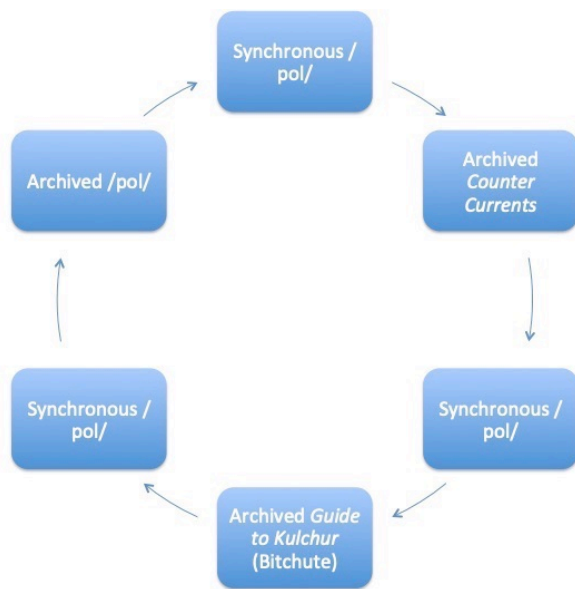 Synchronous /
pol/
Archived
Counter
Currents
Synchronous /
pol/
Archived Guide
to Kulchur
(Bitchute)
Synchronous /
pol/
Archived /pol/